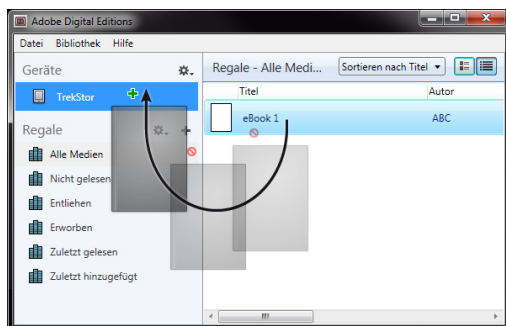 Adobe Digital Editions
Datei Bibliothek Hilfe
Geräte
TrekStor
Regale
Alle Medien
Nicht gelesen
Entliehen
Erworben
Zuletzt gelesen
Zuletzt hinzugefügt
Regale - Alle Medi... Sortieren nach Titel
Titel Autor
eBook 1 ABC